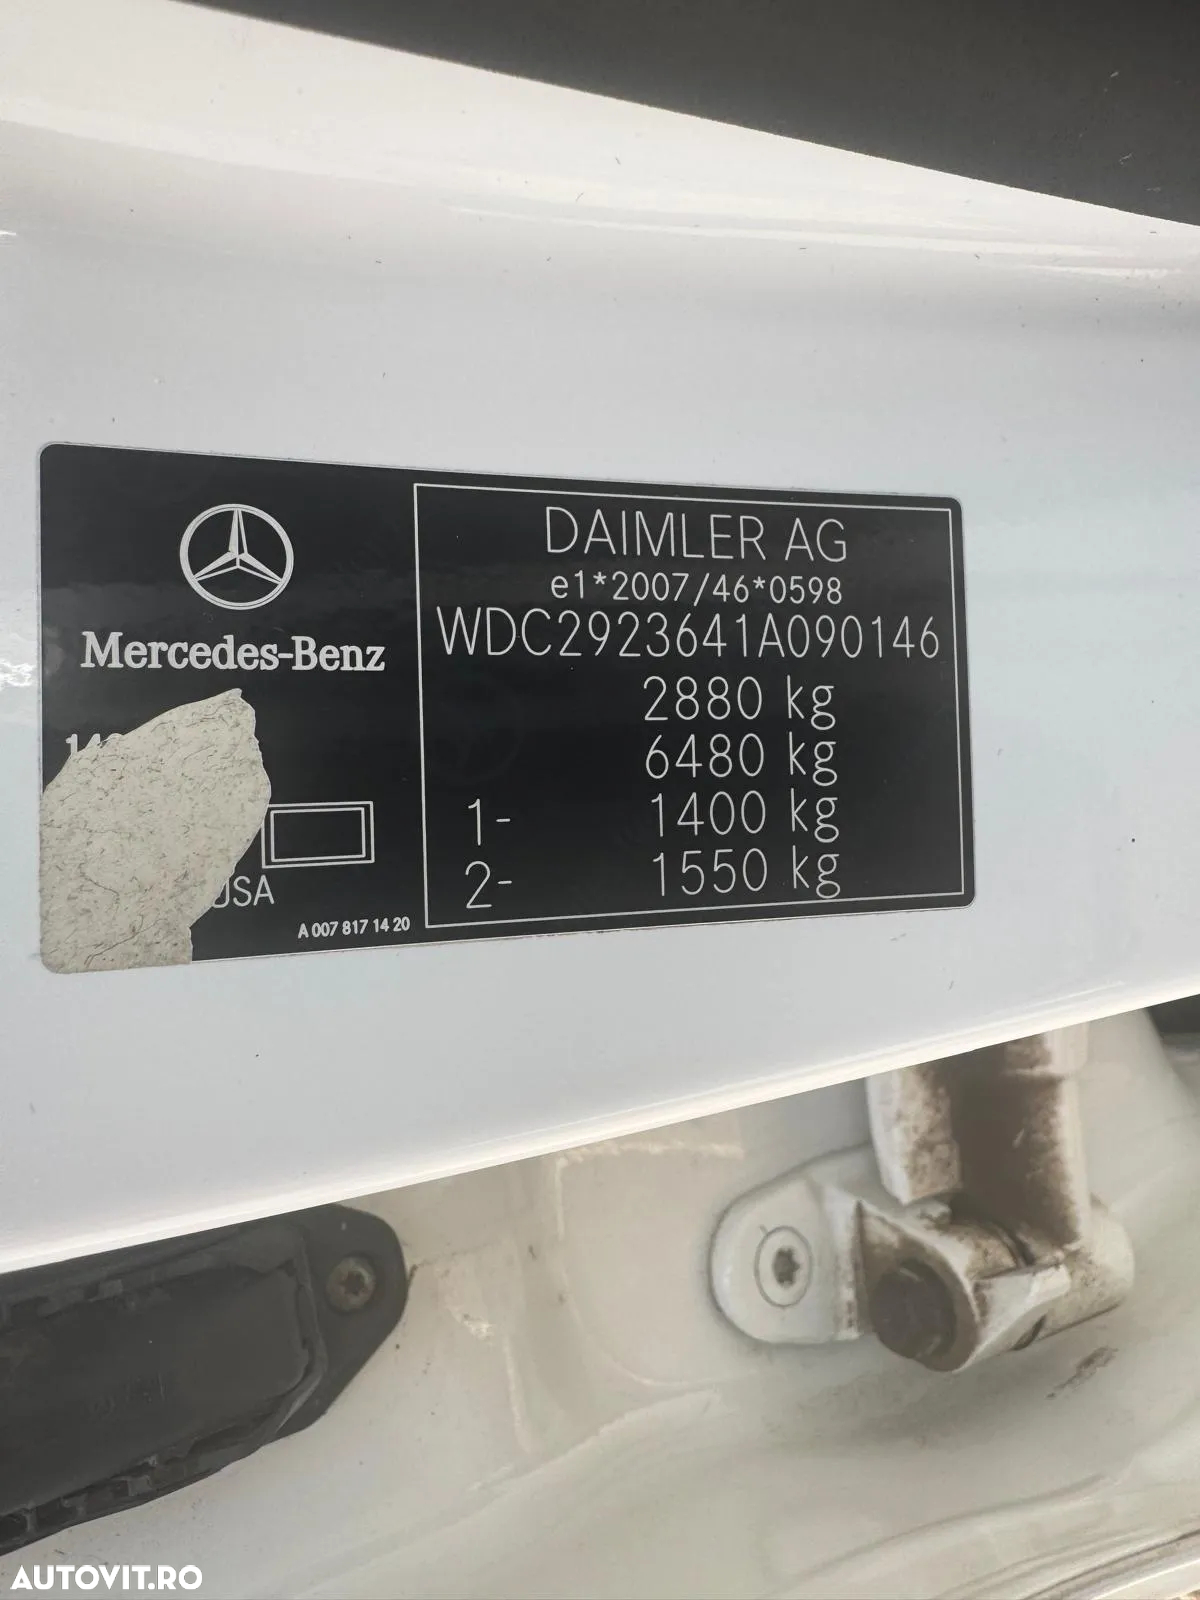 DAIMLER AG
e1*2007/46*0598
WDC2923641A090146
2880 kg
6480 kg
1- 1400 kg
2- 1550 kg
Mercedes-Benz
USA
A 007 817 14 20
AUTOVIT.RO